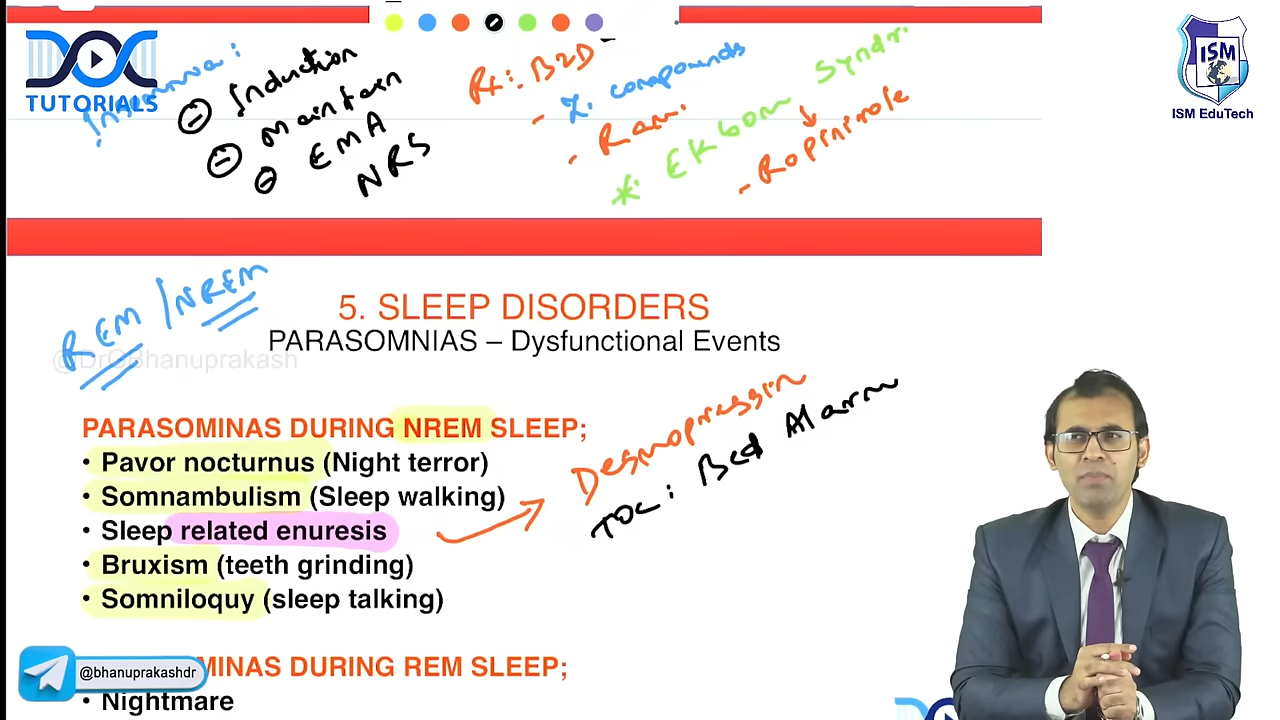 DOC
TUTORIALS
ISM
ISM EduTech
Insomnia:
⊖ Induction
⊖ Maintain
⊖ EMA
NRS
Rx: BZD
- Z. compounds
- Ram.
* EKbom Syndr.
- Ropinirole
REM / NREM
5. SLEEP DISORDERS
PARASOMNIAS – Dysfunctional Events
@DrGBhanuprakash
PARASOMINAS DURING NREM SLEEP;
• Pavor nocturnus (Night terror)
• Somnambulism (Sleep walking)
• Sleep related enuresis
• Bruxism (teeth grinding)
• Somniloquy (sleep talking)
Desmopressin
TOC: Bed Alarm
@bhanuprakashdr
MINAS DURING REM SLEEP;
• Nightmare